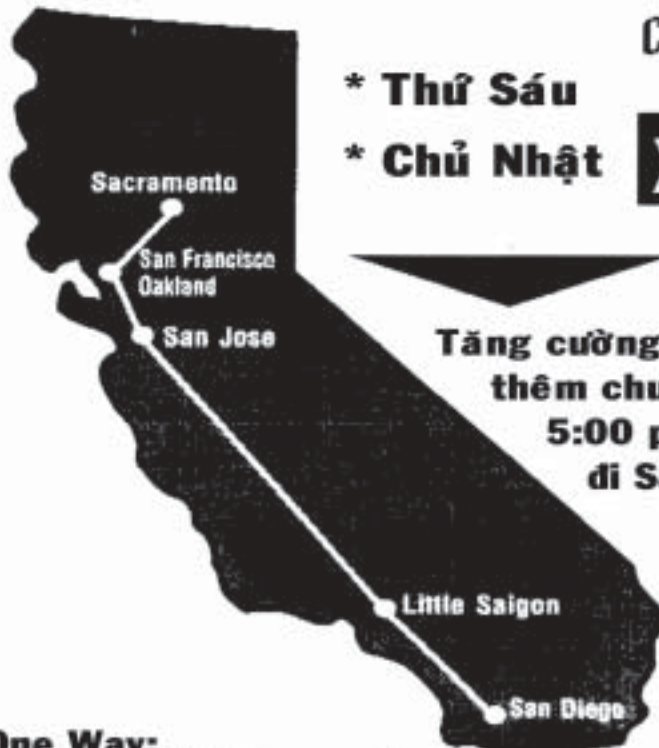 * Thứ Sáu
* Chủ Nhật
Sacramento
San Francisco
Oakland
San Jose
Tăng cường
thêm
5:00
đi
Little Saigon
San Diego
One Way: